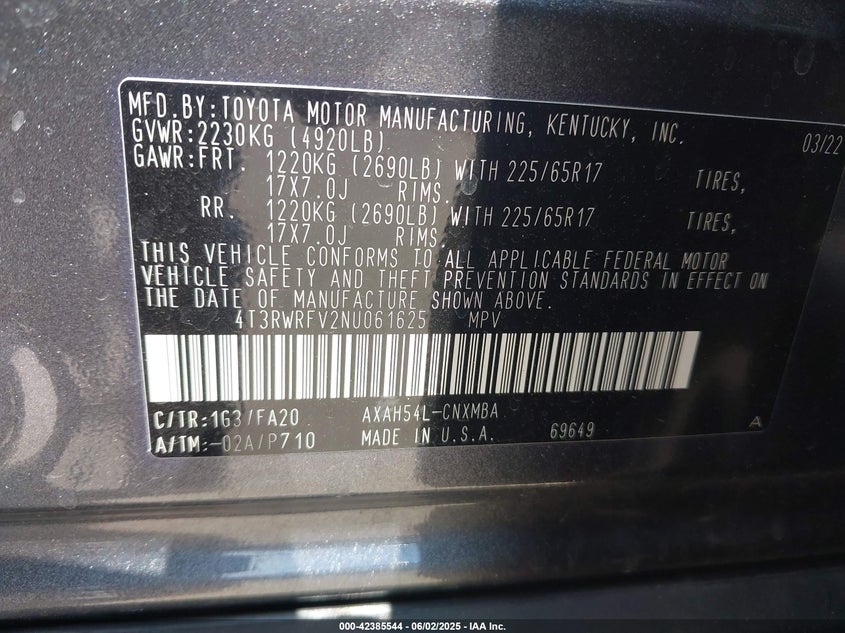 MFD.BY:TOYOTA MOTOR MANUFACTURING, KENTUCKY, INC. 03/22
GVWR:2230KG (4920LB)
GAWR:FRT. 1220KG (2690LB) WITH 225/65R17 TIRES,
17X7.0J RIMS,
RR. 1220KG (2690LB) WITH 225/65R17 TIRES,
17X7.0J RIMS,
THIS VEHICLE CONFORMS TO ALL APPLICABLE FEDERAL MOTOR
VEHICLE SAFETY AND THEFT PREVENTION STANDARDS IN EFFECT ON
THE DATE OF MANUFACTURE SHOWN ABOVE.
4T3RWRFV2NU061625 MPV
C/TR:1G3/FA20 AXAH54L-CNXMBA
A/TM:-02A/P710 MADE IN U.S.A. 69649 A
000-42385544 - 06/02/2025 - IAA Inc.